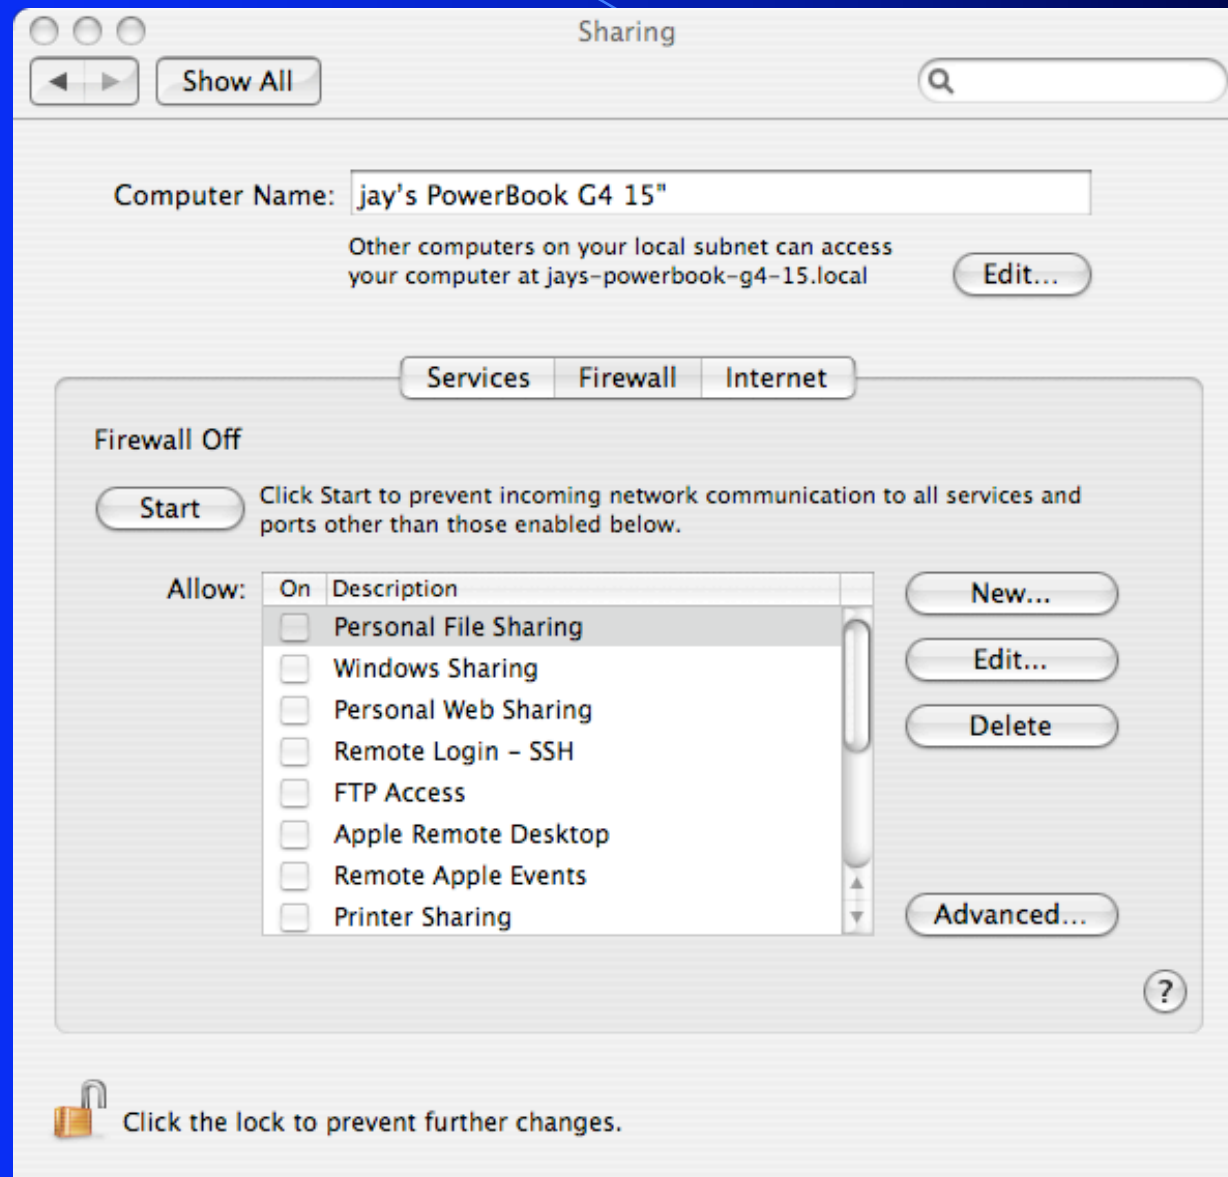 Sharing
Show All
Computer Name: jay's PowerBook G4 15"
Other computers on your local subnet can access
your computer at jays-powerbook-g4-15.local
Edit...
Services Firewall Internet
Firewall Off
Start
Click Start to prevent incoming network communication to all services and
ports other than those enabled below.
Allow:
On Description
Personal File Sharing
Windows Sharing
Personal Web Sharing
Remote Login – SSH
FTP Access
Apple Remote Desktop
Remote Apple Events
Printer Sharing
New...
Edit...
Delete
Advanced...
?
Click the lock to prevent further changes.